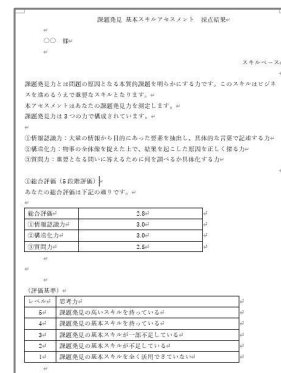 課題発見 基本スキルアセスメント 採点結果
○○ 様
スキルベース
課題発見力とは問題の原因となる本質的課題を明らかにする力です。このスキルはビジネ
スを進めるうえで重要なスキルとなります。
本アセスメントはあなたの課題発見力を測定します。
課題発見力は3つの力で構成されています。
①情報認識力:大量の情報から目的にあった要素を抽出し、具体的な言葉で記述する力
②構造化力:物事の全体像を捉えた上で、結果を起こした原因を正しく探る力
③質問力:重要となる問いに答えるために何を調べるか具体化する力
①総合評価(5段階評価)
あなたの総合評価は下記の通りです。
総合評価 2.8
①情報認識力 3.0
②構造化力 3.0
③質問力 2.5
(評価基準)
レベル 思考力
5 課題発見の高いスキルを持っている
4 課題発見の基本スキルを持っている
3 課題発見の基本スキルが一部不足している
2 課題発見の基本スキルが不足している
1 課題発見の基本スキルを全く活用できていない